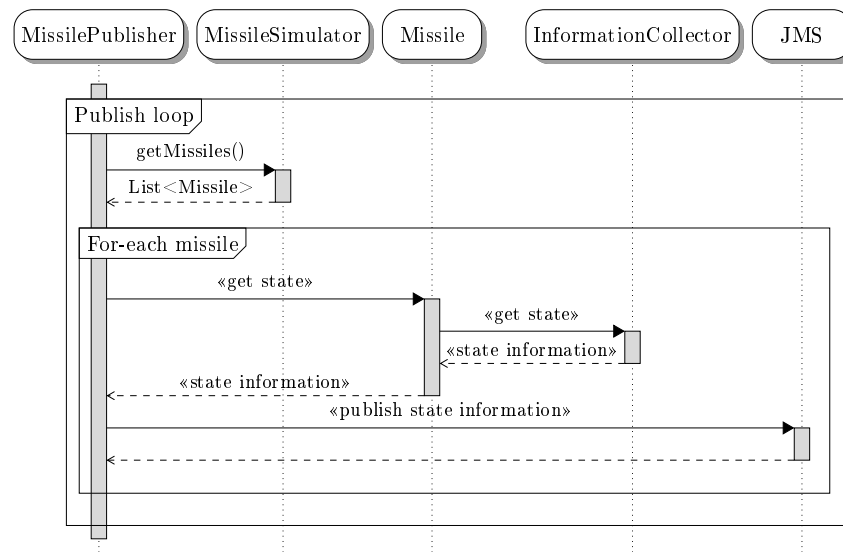 MissilePublisher MissileSimulator Missile InformationCollector JMS
Publish loop
getMissiles()
List<Missile>
For-each missile
«get state»
«get state»
«state information»
«state information»
«publish state information»